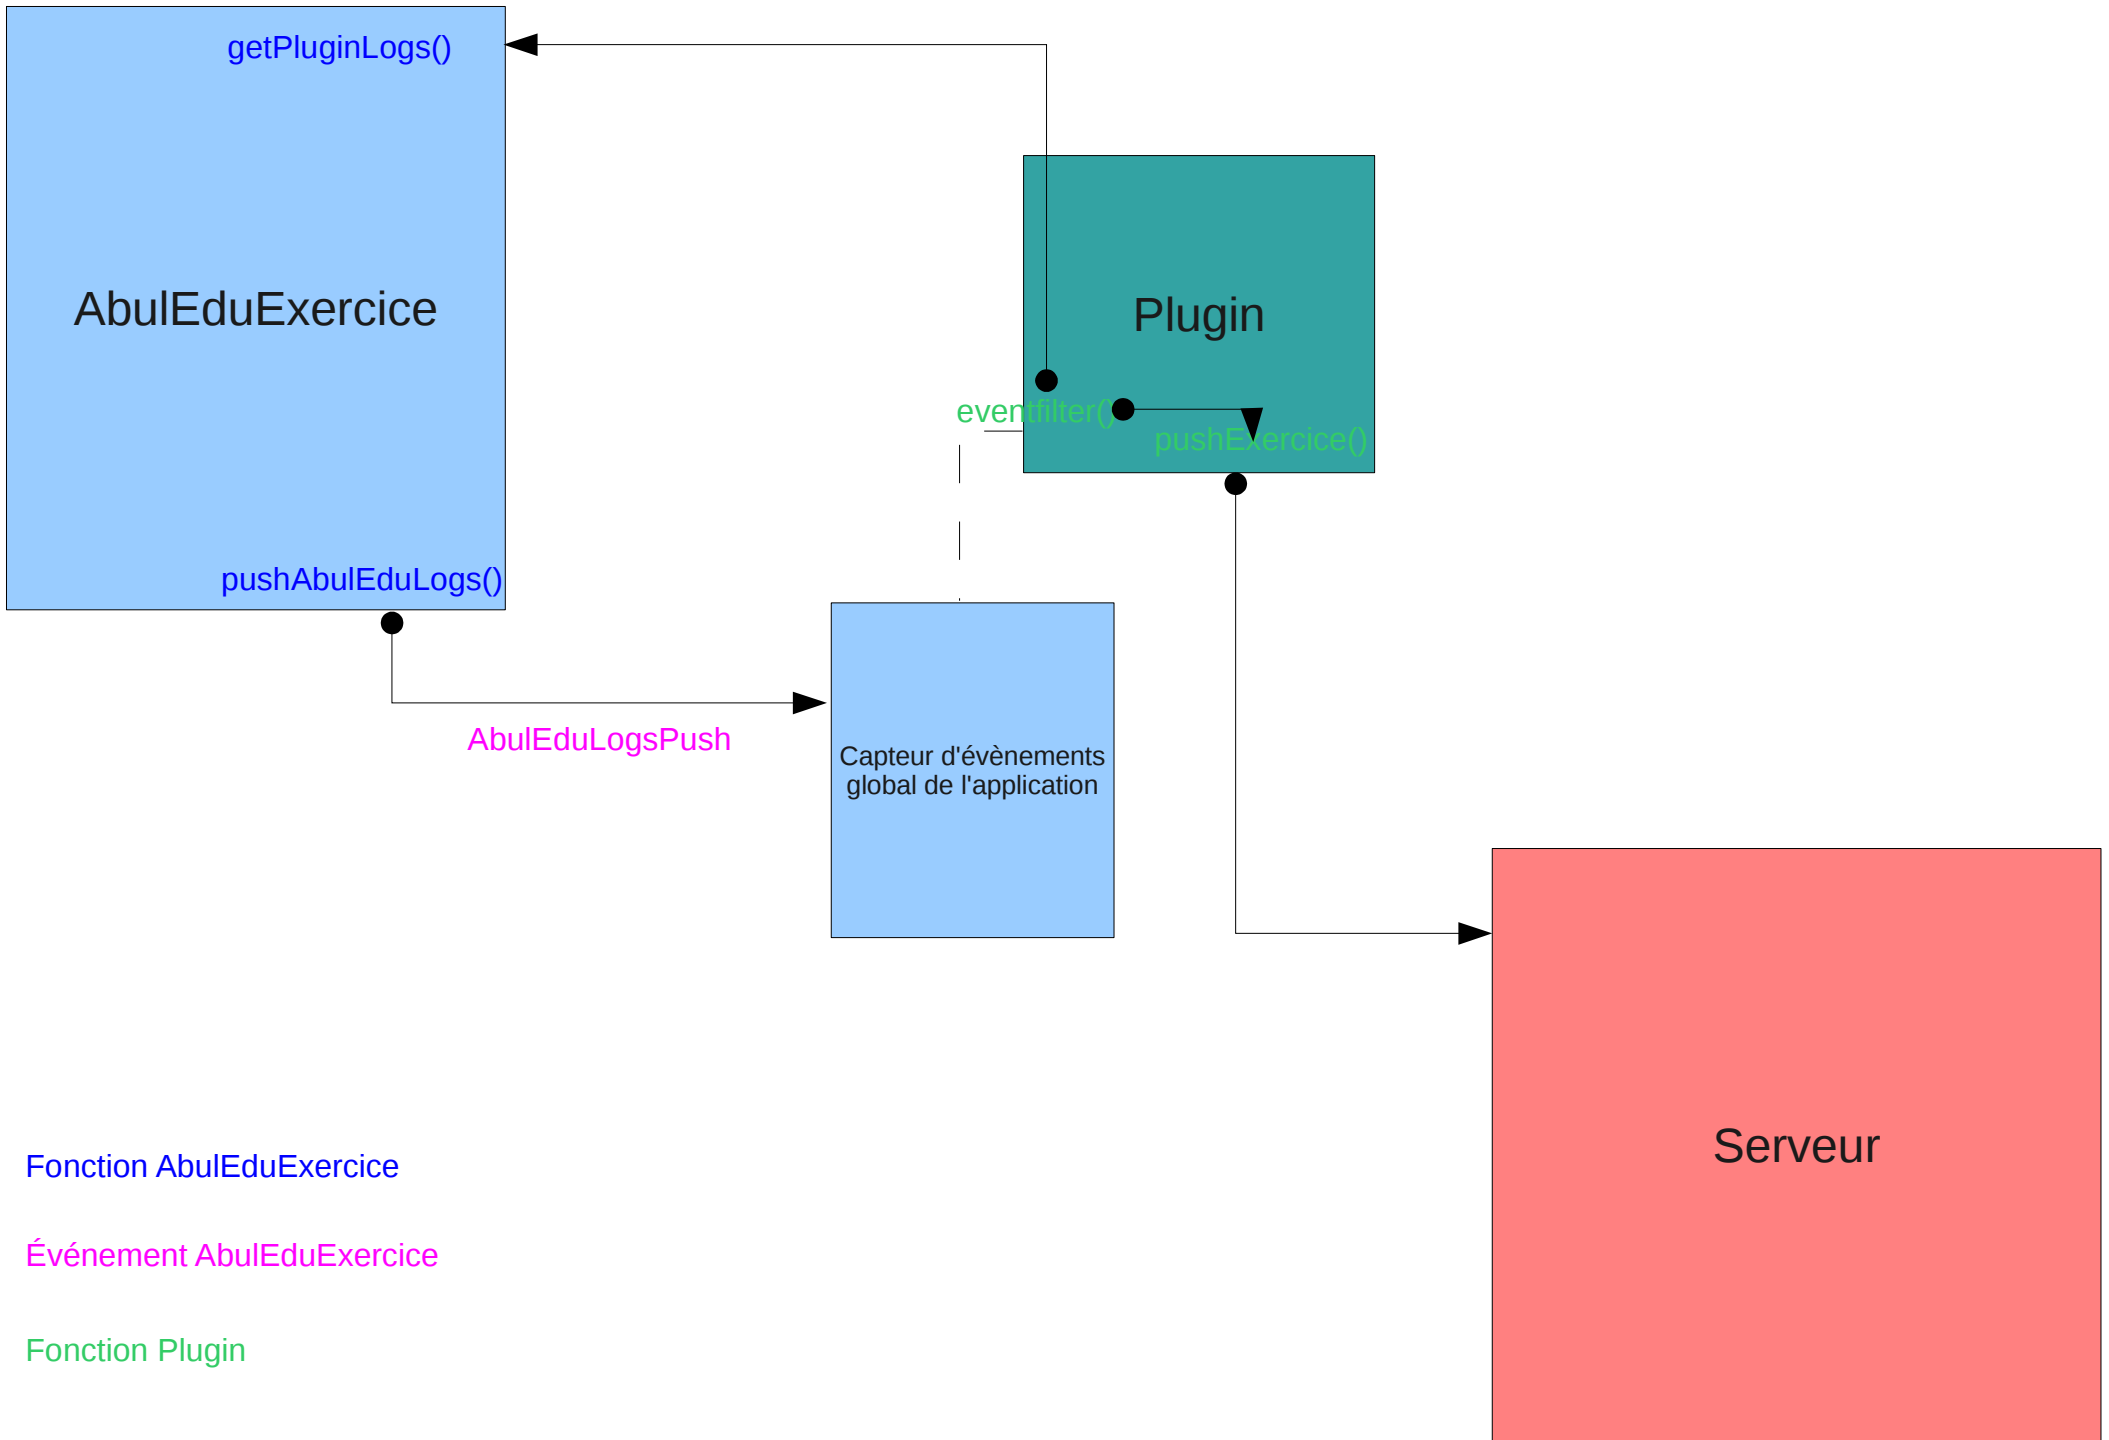 getPluginLogs()
AbulEduExercice
Plugin
eventfilter()
pushExercice()
pushAbulEduLogs()
AbulEduLogsPush
Capteur d'évènements
global de l'application
Serveur
Fonction AbulEduExercice
Événement AbulEduExercice
Fonction Plugin